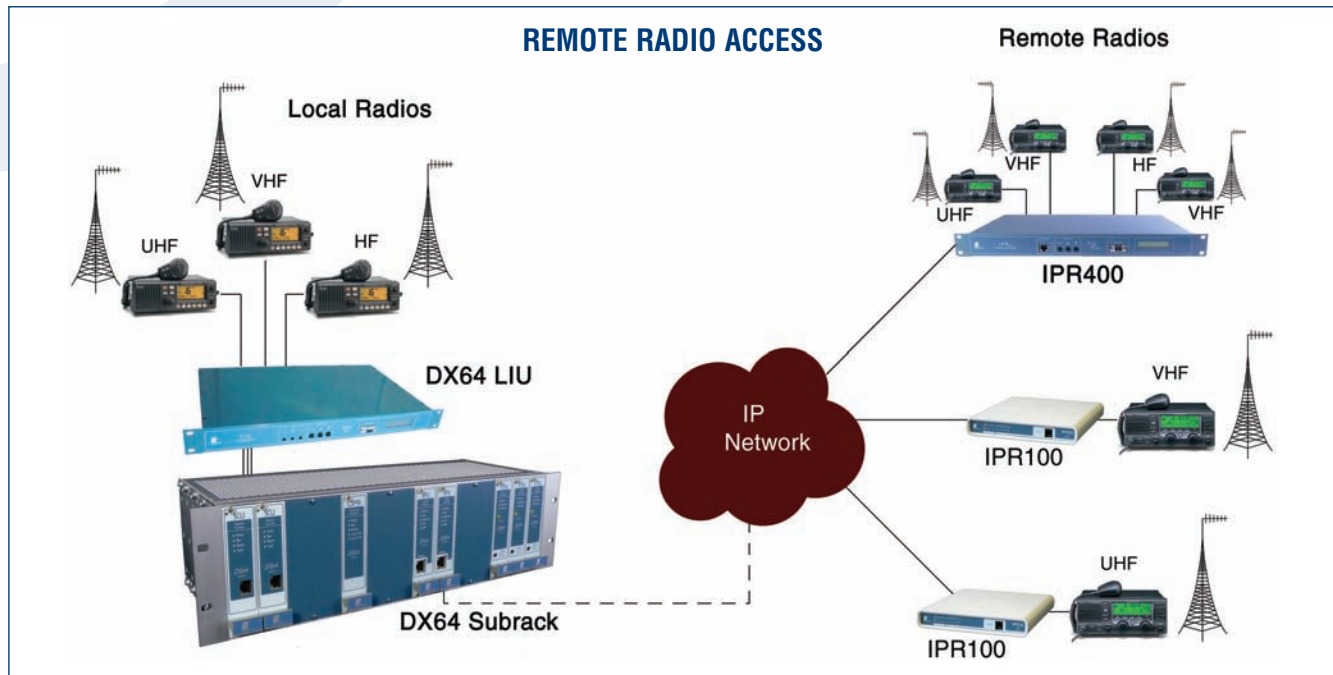 REMOTE RADIO ACCESS
Local Radios
VHF
UHF
HF
DX64 LIU
DX64 Subrack
IP
Network
Remote Radios
VHF
HF
UHF
VHF
IPR400
VHF
IPR100
UHF
IPR100